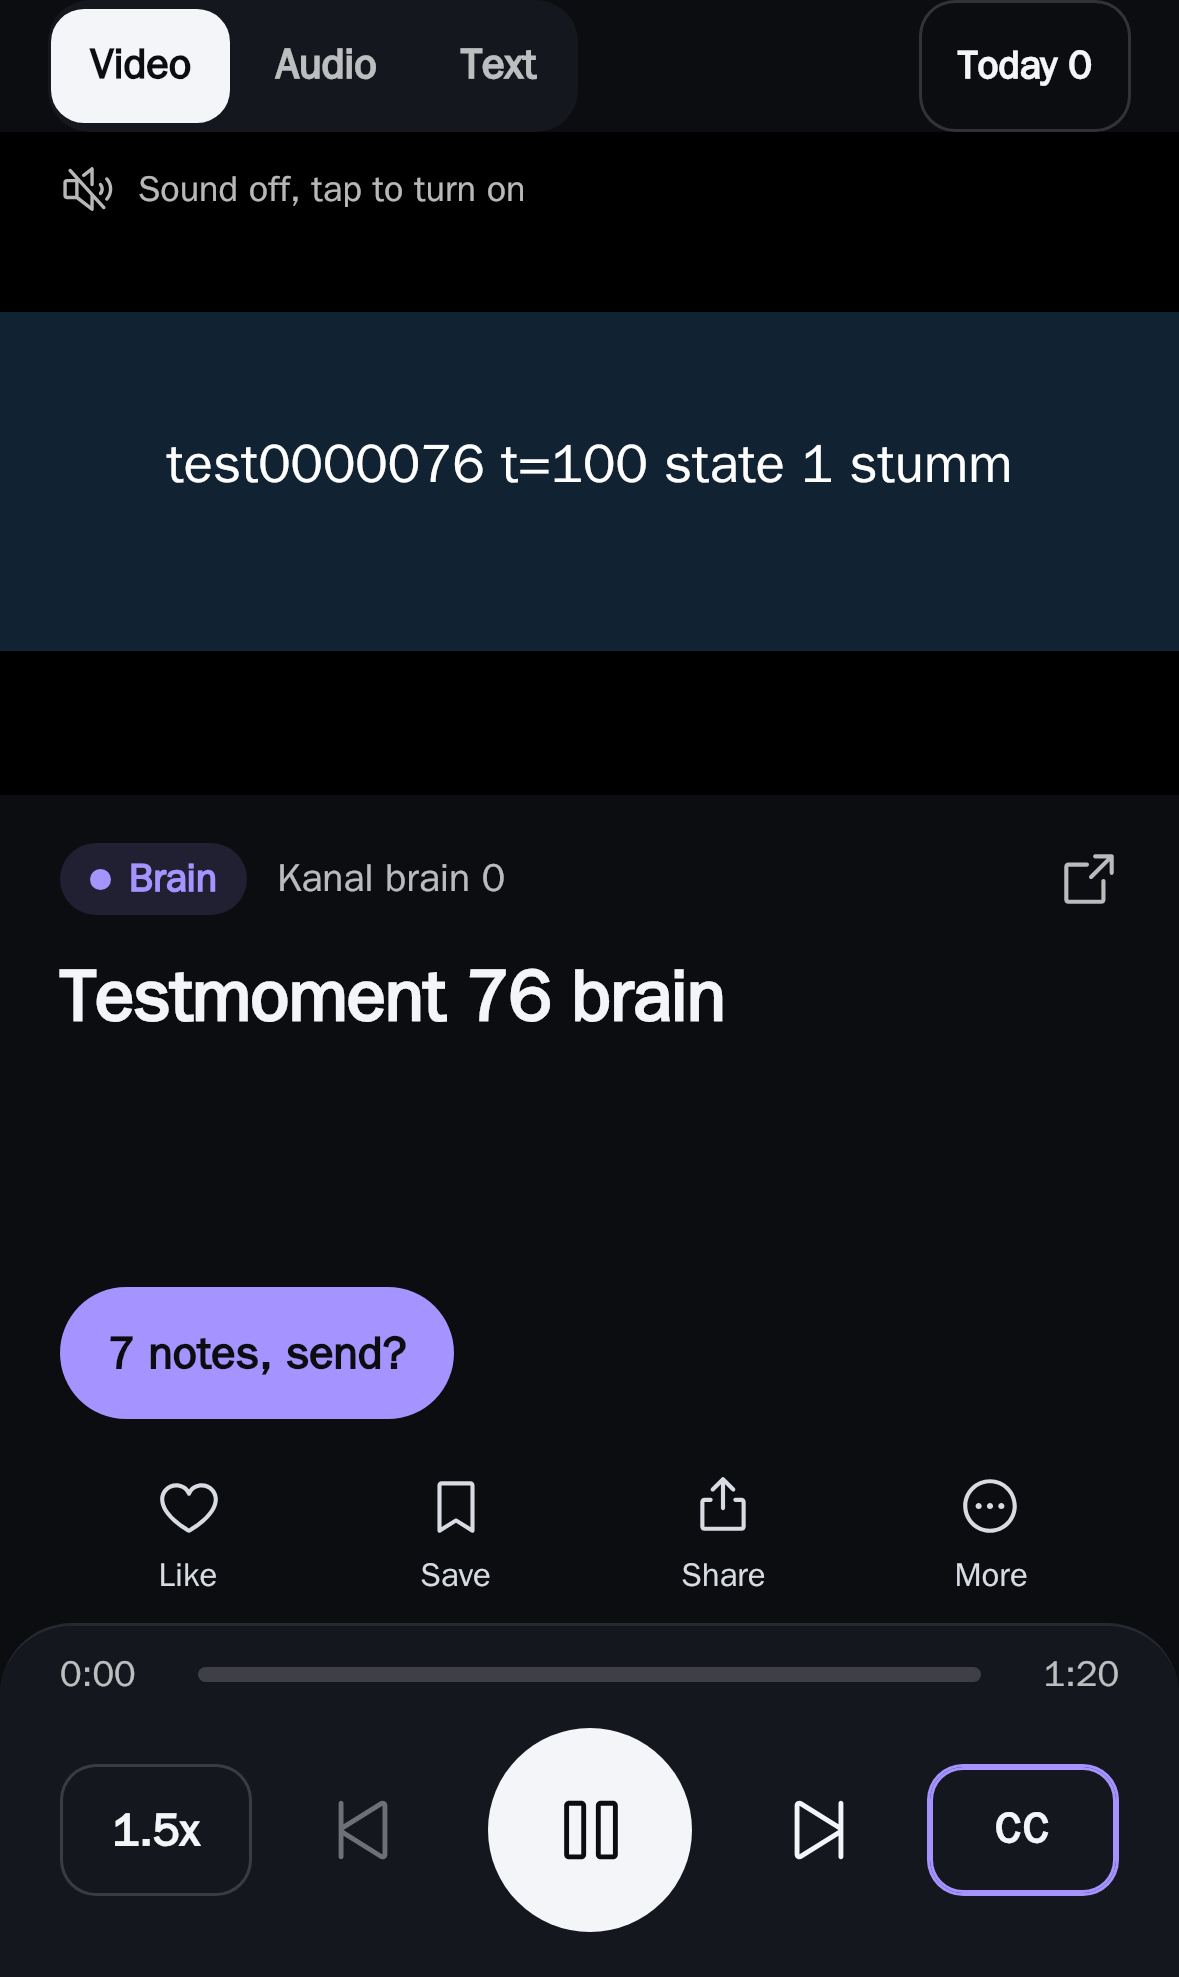 Video Audio Text Today 0
Sound off, tap to turn on
test0000076 t=100 state 1 stumm
Brain Kanal brain 0
Testmoment 76 brain
7 notes, send?
Like Save Share More
0:00 1:20
1.5x CC